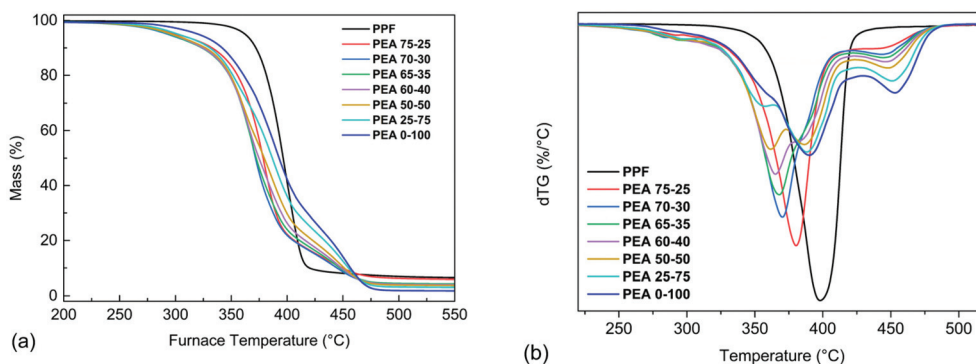 100
80
60
40
20
0
Mass (%)
200 250 300 350 400 450 500 550
Furnace Temperature (°C)
PPF
PEA 75-25
PEA 70-30
PEA 65-35
PEA 60-40
PEA 50-50
PEA 25-75
PEA 0-100
(a)
dTG (%/°C)
PPF
PEA 75-25
PEA 70-30
PEA 65-35
PEA 60-40
PEA 50-50
PEA 25-75
PEA 0-100
250 300 350 400 450 500
Temperature (°C)
(b)